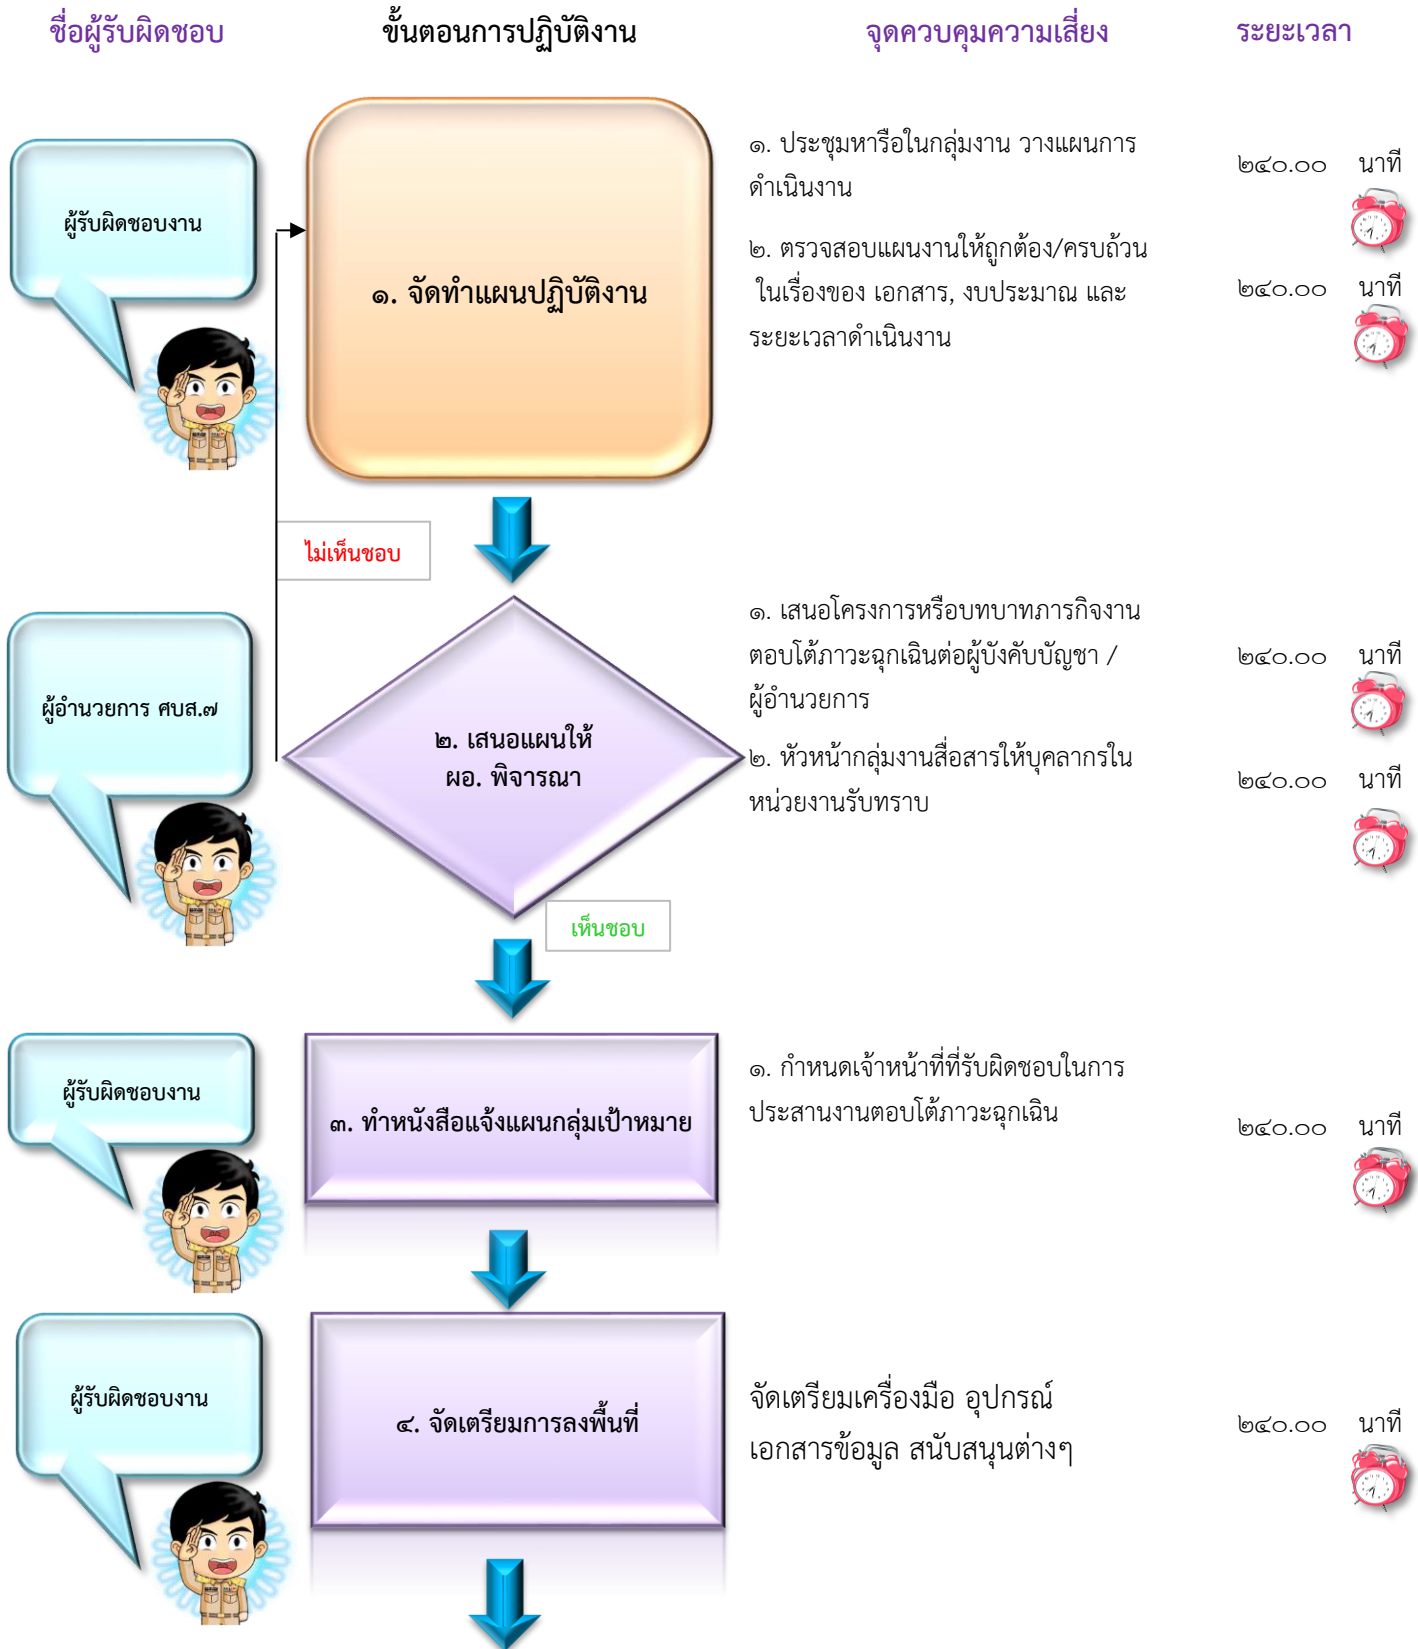 ชื่อผู้รับผิดชอบ ขั้นตอนการปฏิบัติงาน จุดควบคุมความเสี่ยง ระยะเวลา
ผู้รับผิดชอบงาน
๑. จัดทำแผนปฏิบัติงาน
๑. ประชุมหารือในกลุ่มงาน วางแผนการ
ดำเนินงาน
๒๔๐.๐๐ นาที
๒. ตรวจสอบแผนงานให้ถูกต้อง/ครบถ้วน
ในเรื่องของ เอกสาร, งบประมาณ และ
ระยะเวลาดำเนินงาน
๒๔๐.๐๐ นาที
ไม่เห็นชอบ
ผู้อำนวยการ ศบส.๗
๒. เสนอแผนให้
ผอ. พิจารณา
๑. เสนอโครงการหรือบทบาทภารกิจงาน
ตอบโต้ภาวะฉุกเฉินต่อผู้บังคับบัญชา /
ผู้อำนวยการ
๒๔๐.๐๐ นาที
๒. หัวหน้ากลุ่มงานสื่อสารให้บุคลากรใน
หน่วยงานรับทราบ
๒๔๐.๐๐ นาที
เห็นชอบ
ผู้รับผิดชอบงาน
๓. ทำหนังสือแจ้งแผนกลุ่มเป้าหมาย
๑. กำหนดเจ้าหน้าที่ที่รับผิดชอบในการ
ประสานงานตอบโต้ภาวะฉุกเฉิน
๒๔๐.๐๐ นาที
ผู้รับผิดชอบงาน
๔. จัดเตรียมการลงพื้นที่
จัดเตรียมเครื่องมือ อุปกรณ์
เอกสารข้อมูล สนับสนุนต่างๆ
๒๔๐.๐๐ นาที